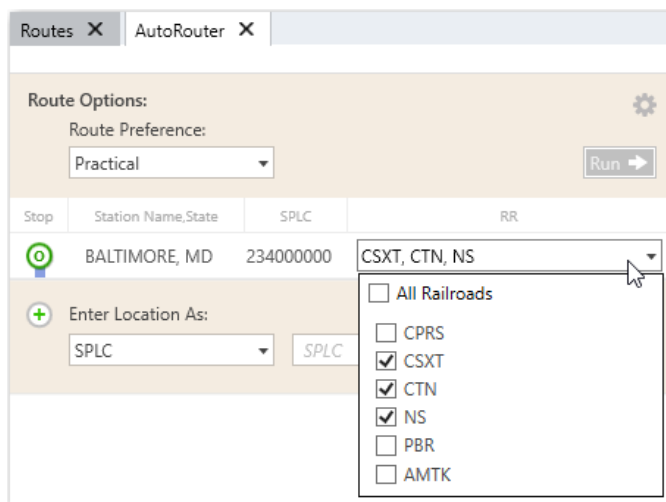 Routes X AutoRouter X
Route Options:
Route Preference:
Practical
Run
Stop Station Name,State SPLC RR
O BALTIMORE, MD 234000000 CSXT, CTN, NS
All Railroads
Enter Location As:
SPLC SPLC
CPRS
CSXT
CTN
NS
PBR
AMTK